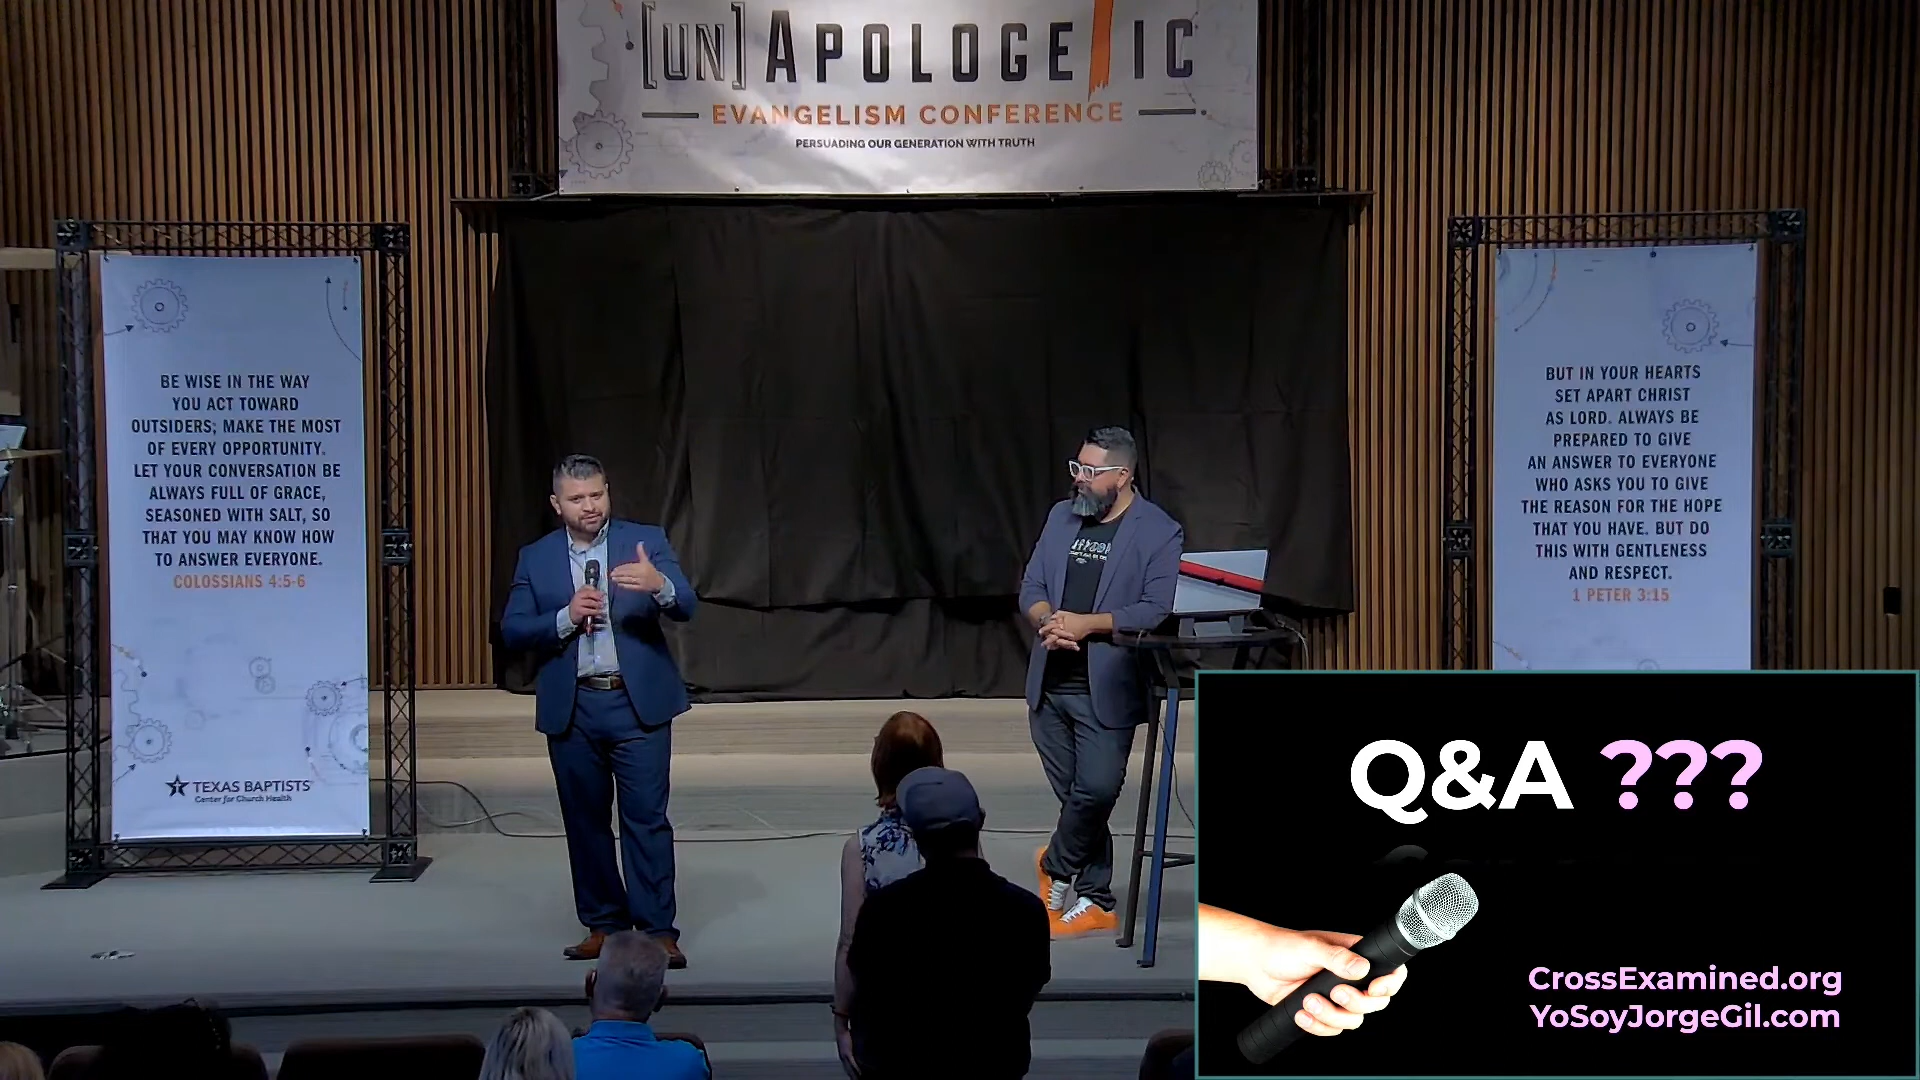 [UN]APOLOGETIC
EVANGELISM CONFERENCE
PERSUADING OUR GENERATION WITH TRUTH
BE WISE IN THE WAY
YOU ACT TOWARD
OUTSIDERS; MAKE THE MOST
OF EVERY OPPORTUNITY.
LET YOUR CONVERSATION BE
ALWAYS FULL OF GRACE,
SEASONED WITH SALT, SO
THAT YOU MAY KNOW HOW
TO ANSWER EVERYONE.
COLOSSIANS 4:5-6
TEXAS BAPTISTS
Center for Church Health
BUT IN YOUR HEARTS
SET APART CHRIST
AS LORD. ALWAYS BE
PREPARED TO GIVE
AN ANSWER TO EVERYONE
WHO ASKS YOU TO GIVE
THE REASON FOR THE HOPE
THAT YOU HAVE. BUT DO
THIS WITH GENTLENESS
AND RESPECT.
1 PETER 3:15
Q&A ???
CrossExamined.org
YoSoyJorgeGil.com